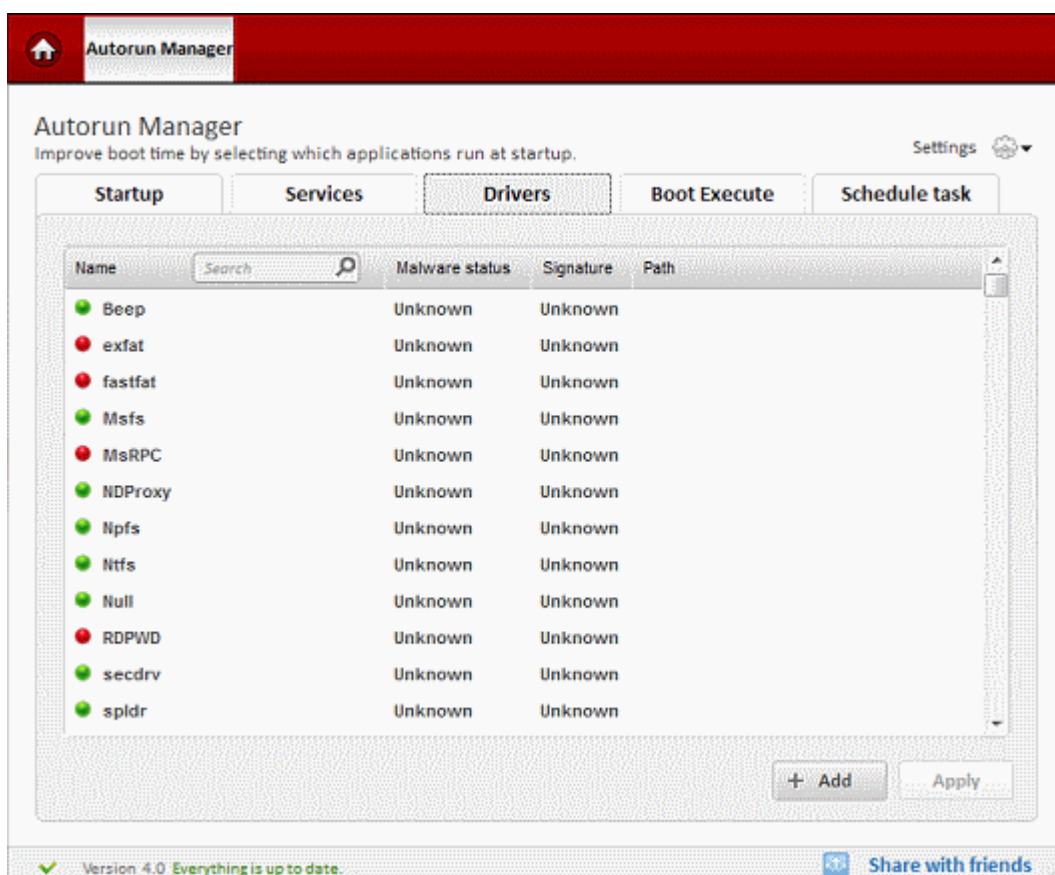 Autorun Manager
Autorun Manager
Improve boot time by selecting which applications run at startup.
Settings
Startup Services Drivers Boot Execute Schedule task
Name Search Malware status Signature Path
Beep Unknown Unknown
exfat Unknown Unknown
fastfat Unknown Unknown
Msfs Unknown Unknown
MsRPC Unknown Unknown
NDProxy Unknown Unknown
Npfs Unknown Unknown
Ntfs Unknown Unknown
Null Unknown Unknown
RDPWD Unknown Unknown
secdrv Unknown Unknown
spldr Unknown Unknown
+ Add Apply
Version 4.0 Everything is up to date. Share with friends